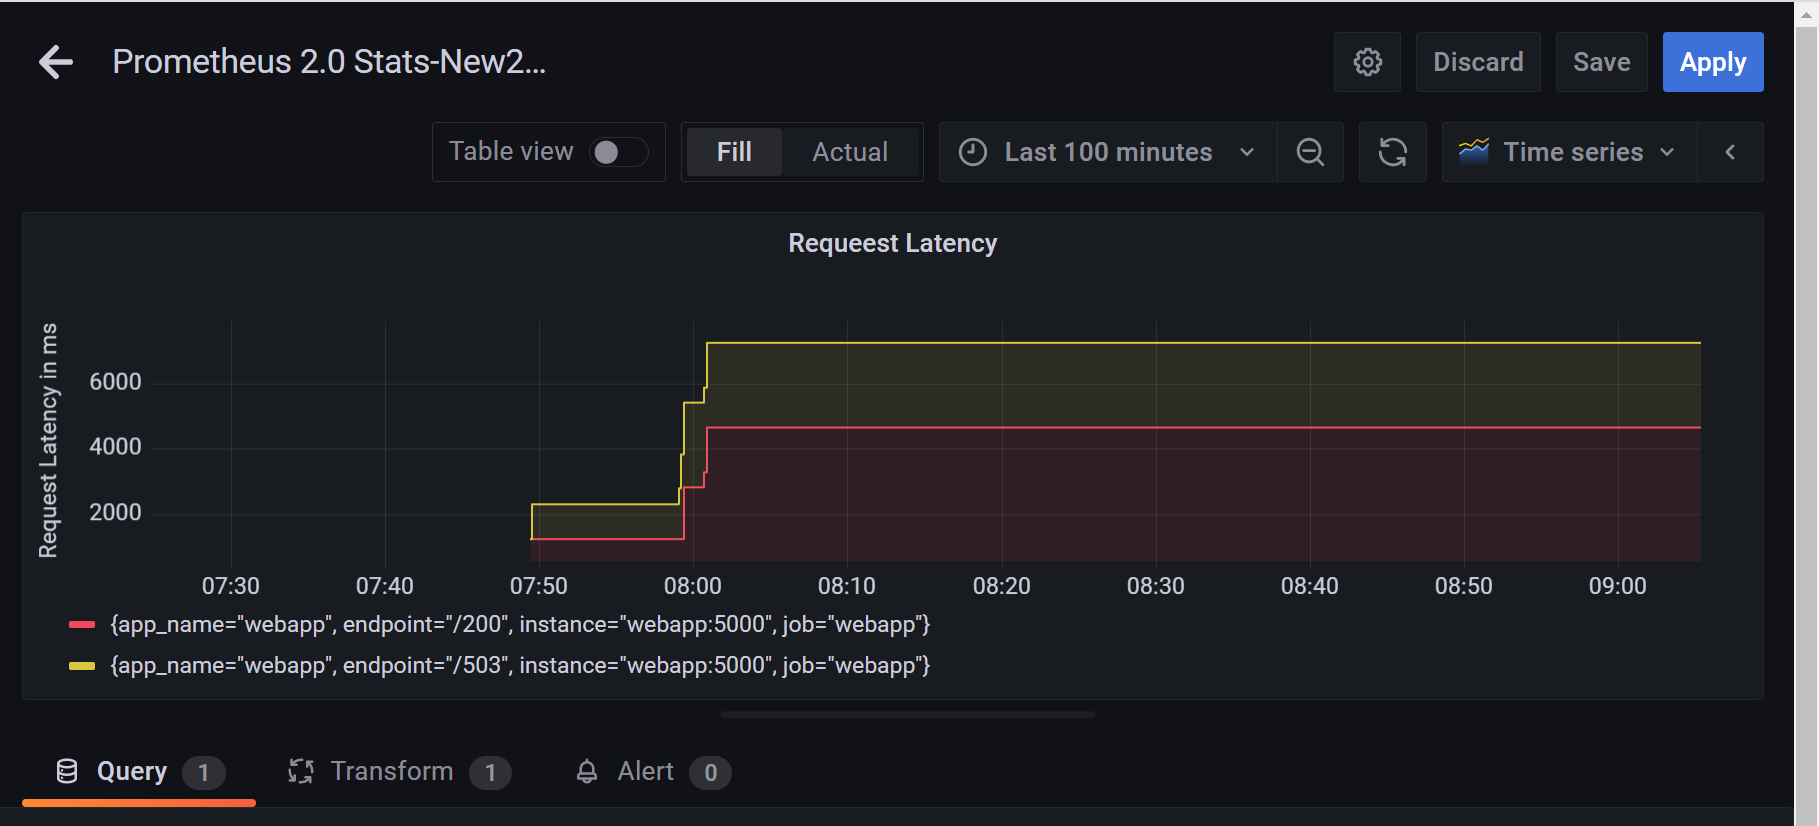 Prometheus 2.0 Stats-New2...
Discard
Save
Apply
Table view
Fill
Actual
Last 100 minutes
Time series
Requeest Latency
Request Latency in ms
6000
4000
2000
07:30 07:40 07:50 08:00 08:10 08:20 08:30 08:40 08:50 09:00
{app_name="webapp", endpoint="/200", instance="webapp:5000", job="webapp"}
{app_name="webapp", endpoint="/503", instance="webapp:5000", job="webapp"}
Query 1
Transform 1
Alert 0